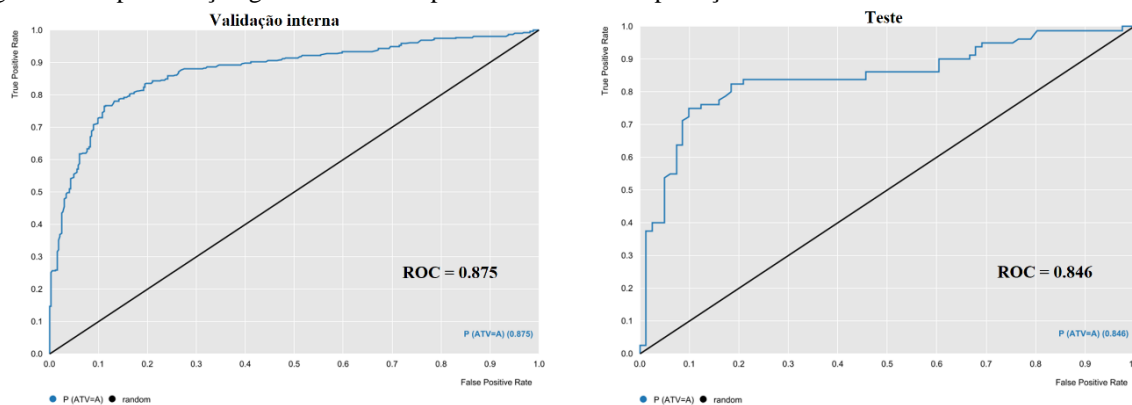 Validação interna
True Positive Rate
1.0
0.9
0.8
0.7
0.6
0.5
0.4
0.3
0.2
0.1
0.0
ROC = 0.875
P (ATV=A) (0.875)
0.0 0.1 0.2 0.3 0.4 0.5 0.6 0.7 0.8 0.9 1.0
False Positive Rate
P (ATV=A) random
Teste
True Positive Rate
1.0
0.9
0.8
0.7
0.6
0.5
0.4
0.3
0.2
0.1
0.0
ROC = 0.846
P (ATV=A) (0.846)
0.0 0.1 0.2 0.3 0.4 0.5 0.6 0.7 0.8 0.9
False Positive Rate
P (ATV=A) random